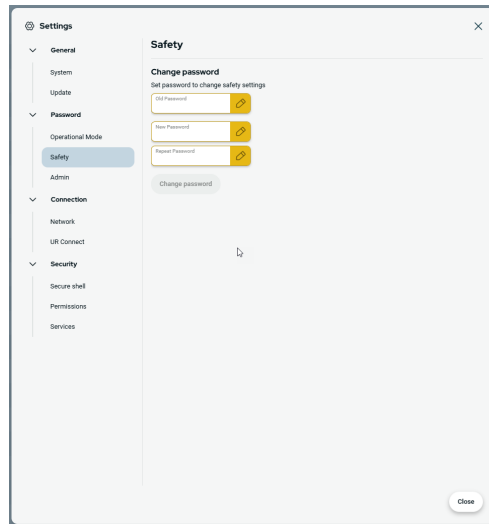 Settings
General
System
Update
Password
Operational Mode
Safety
Admin
Connection
Network
UR Connect
Security
Secure shell
Permissions
Services
Safety
Change password
Set password to change safety settings
Old Password
New Password
Repeat Password
Change password
Close